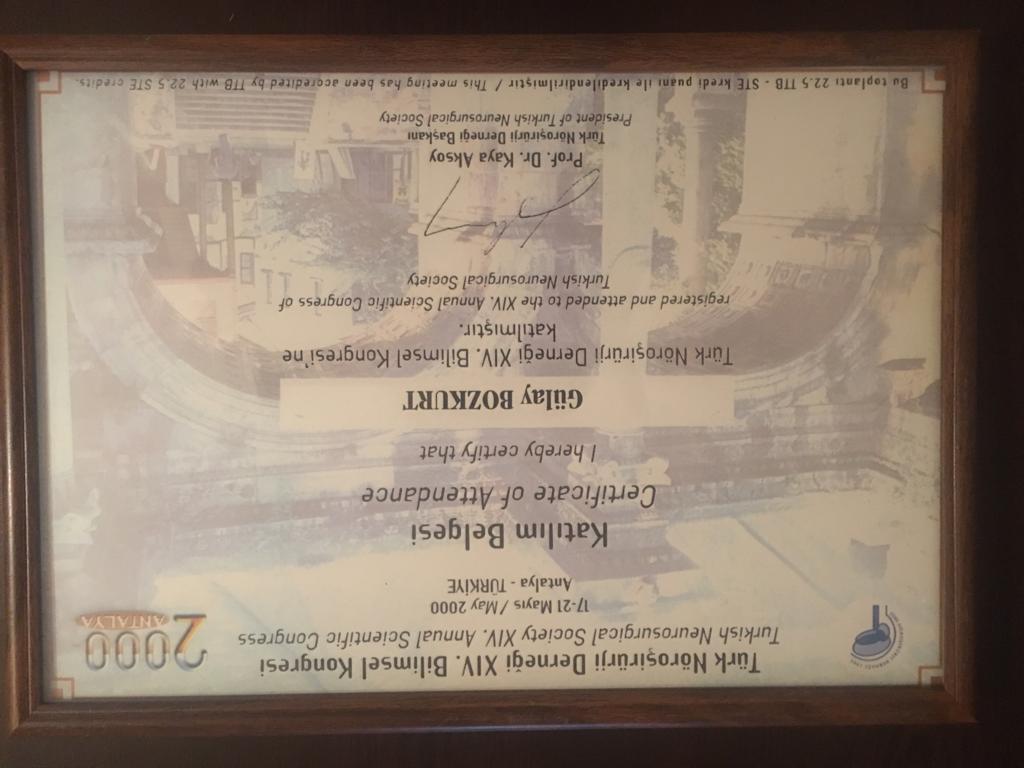 Türk Nöroşirürji Derneği XIV. Bilimsel Kongresi
Turkish Neurosurgical Society XIV. Annual Scientific Congress
17-21 Mayıs / May 2000
Antalya - TÜRKİYE
2000
ANTALYA
Katılım Belgesi
Certificate of Attendance
I hereby certify that
Gülay BOZKURT
Türk Nöroşirürji Derneği XIV. Bilimsel Kongresi'ne
katılmıştır.
registered and attended to the XIV. Annual Scientific Congress of
Turkish Neurosurgical Society
Prof. Dr. Kaya Aksoy
Türk Nöroşirürji Derneği Başkanı
President of Turkish Neurosurgical Society
Bu toplantı 22.5 TTB - STE kredi puanı ile kredilendirilmiştir / This meeting has been accredited by TTB with 22.5 STE credits.